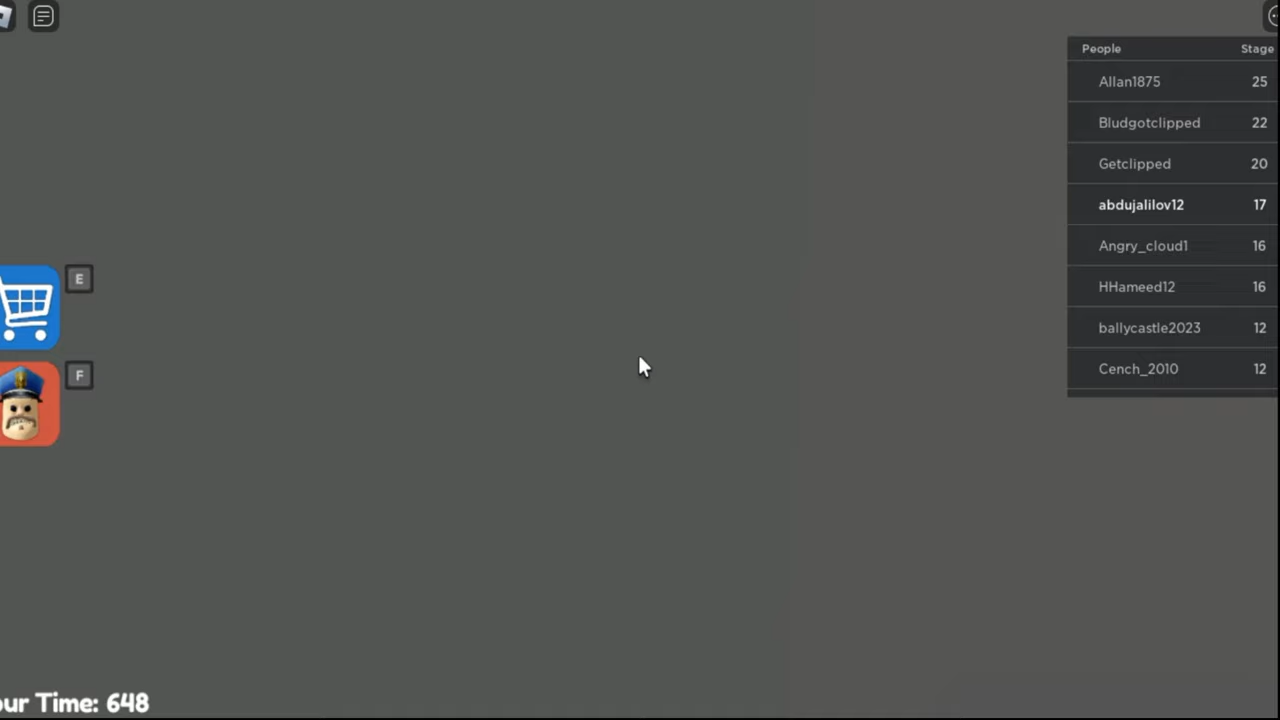 People Stage
Allan1875 25
Bludgotclipped 22
Getclipped 20
abdujalilov12 17
Angry_cloud1 16
HHameed12 16
ballycastle2023 12
Cench_2010 12
E
F
our Time: 648